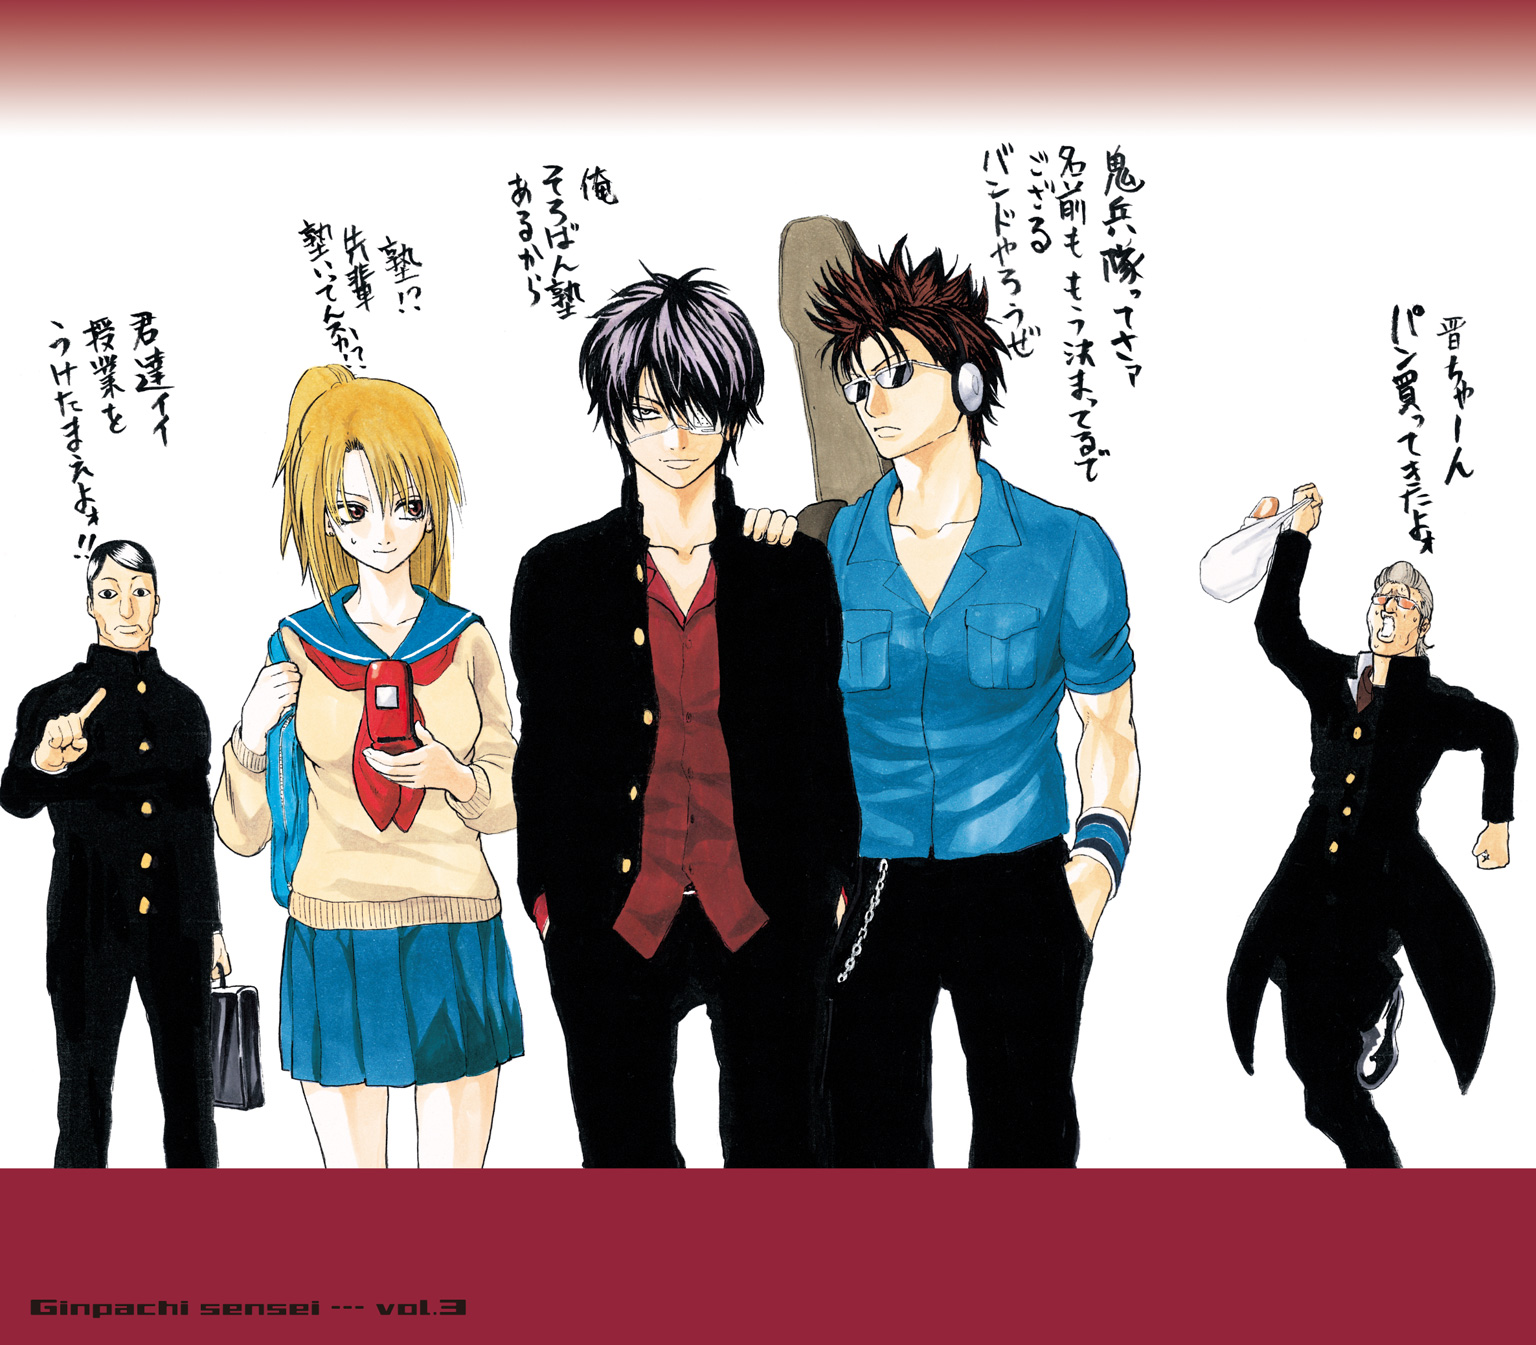 晋ちゃーん
パン買ってきたよォ
鬼兵隊ってさァ
名前ももう決まってるで
ござる
バンドやろうぜ
俺
そろばん塾
あるから
塾!?
先輩
塾いってんスか!?
君達ィィ
授業を
うけたまえよォ!!
Ginpachi sensei --- vol.3